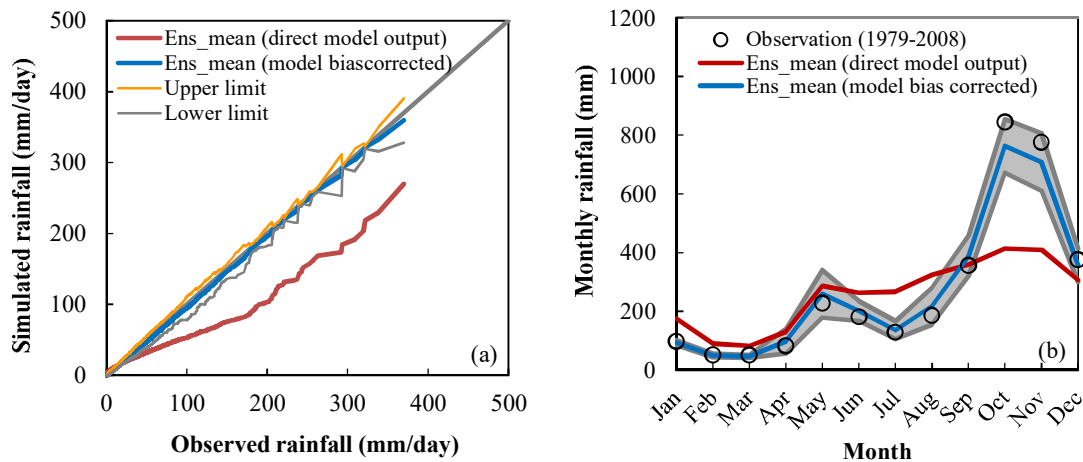 500
400
300
200
100
0
Simulated rainfall (mm/day)
Ens_mean (direct model output)
Ens_mean (model biascorrected)
Upper limit
Lower limit
(a)
0 100 200 300 400 500
Observed rainfall (mm/day)
1200
1000
800
600
400
200
0
Monthly rainfall (mm)
Observation (1979-2008)
Ens_mean (direct model output)
Ens_mean (model bias corrected)
(b)
Jan Feb Mar Apr May Jun Jul Aug Sep Oct Nov Dec
Month